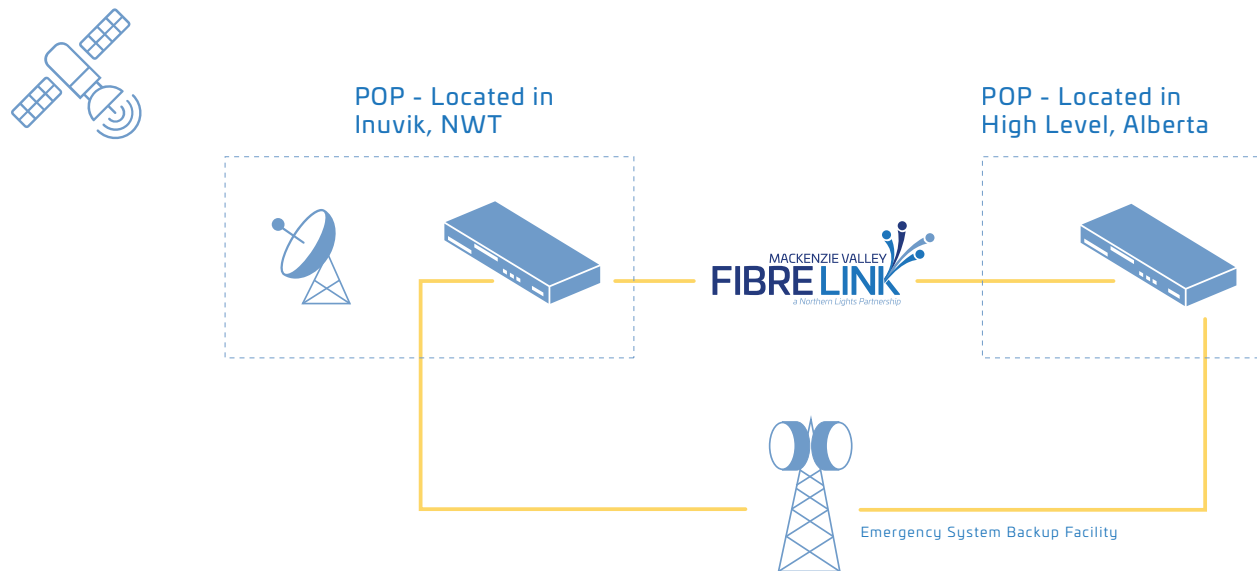 POP - Located in
Inuvik, NWT
POP - Located in
High Level, Alberta
MACKENZIE VALLEY
FIBRE LINK
a Northern Lights Partnership
Emergency System Backup Facility